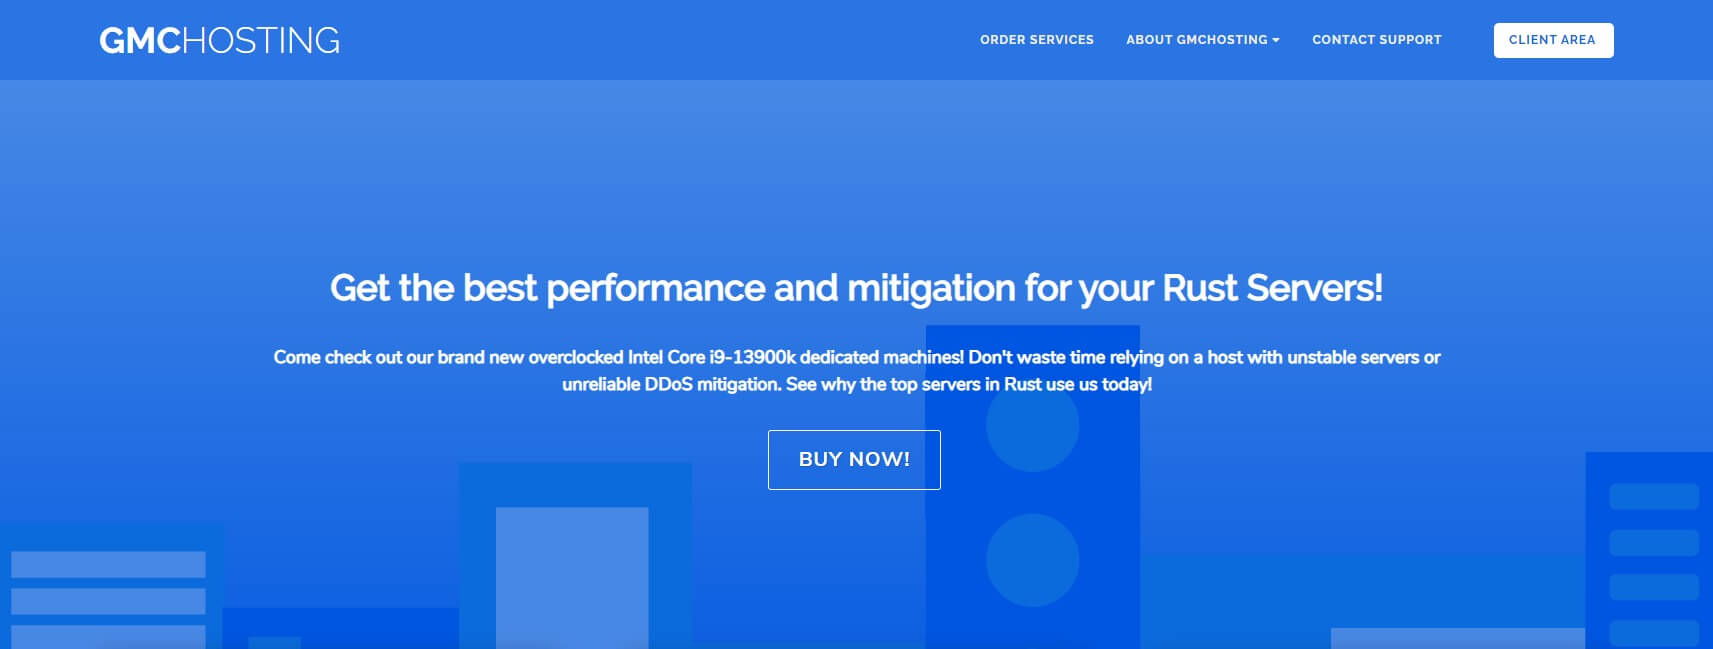 GMCHOSTING
ORDER SERVICES
ABOUT GMCHOSTING
CONTACT SUPPORT
CLIENT AREA
Get the best performance and mitigation for your Rust Servers!
Come check out our brand new overclocked Intel Core i9-13900k dedicated machines! Don't waste time relying on a host with unstable servers or
unreliable DDoS mitigation. See why the top servers in Rust use us today!
BUY NOW!